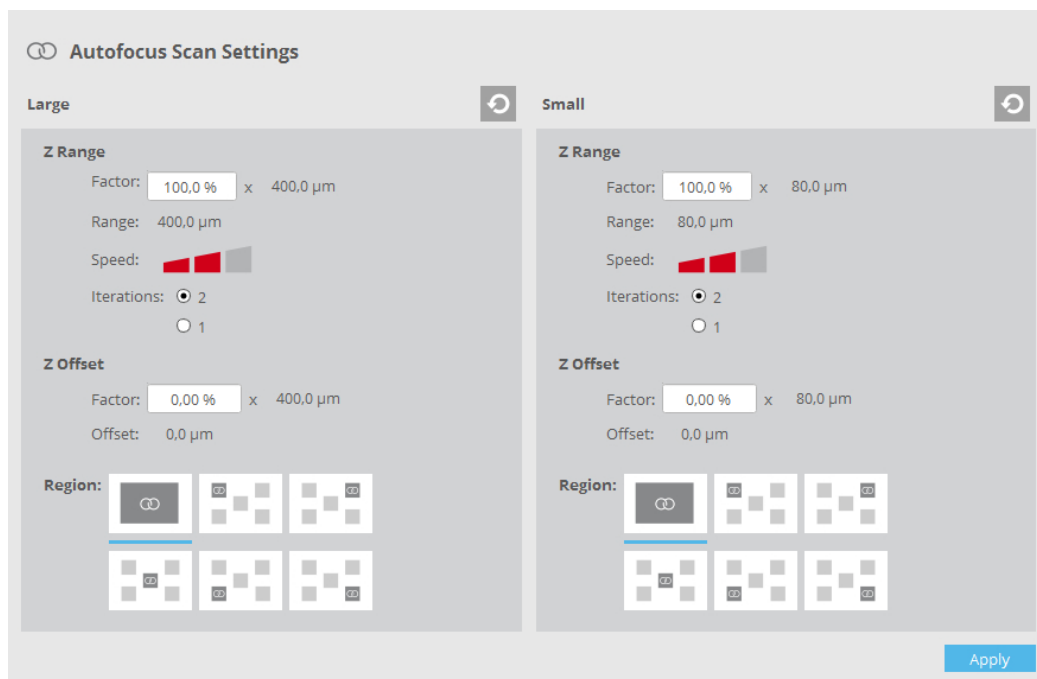 Autofocus Scan Settings
Large
Z Range
Factor: 100,0 % x 400,0 µm
Range: 400,0 µm
Speed:
Iterations: 2
1
Z Offset
Factor: 0,00 % x 400,0 µm
Offset: 0,0 µm
Region:
Small
Z Range
Factor: 100,0 % x 80,0 µm
Range: 80,0 µm
Speed:
Iterations: 2
1
Z Offset
Factor: 0,00 % x 80,0 µm
Offset: 0,0 µm
Region:
Apply